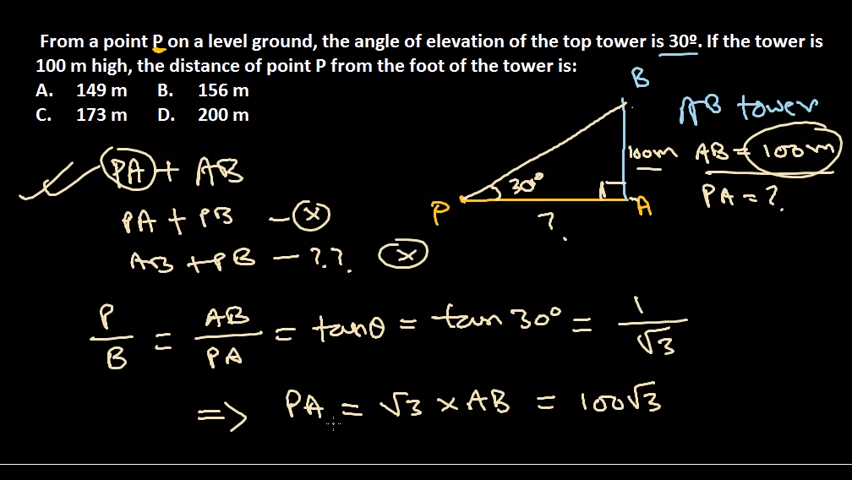 From a point P on a level ground, the angle of elevation of the top tower is 30º. If the tower is
100 m high, the distance of point P from the foot of the tower is:
A. 149 m B. 156 m
C. 173 m D. 200 m
B
AB tower
100m
AB = 100m
PA = ?
30°
P
A
?
PA + AB
PA + PB - x
AB + PB - ?? x
P/B = AB/PA = tanθ = tan 30° = 1/√3
=> PA = √3 × AB = 100√3